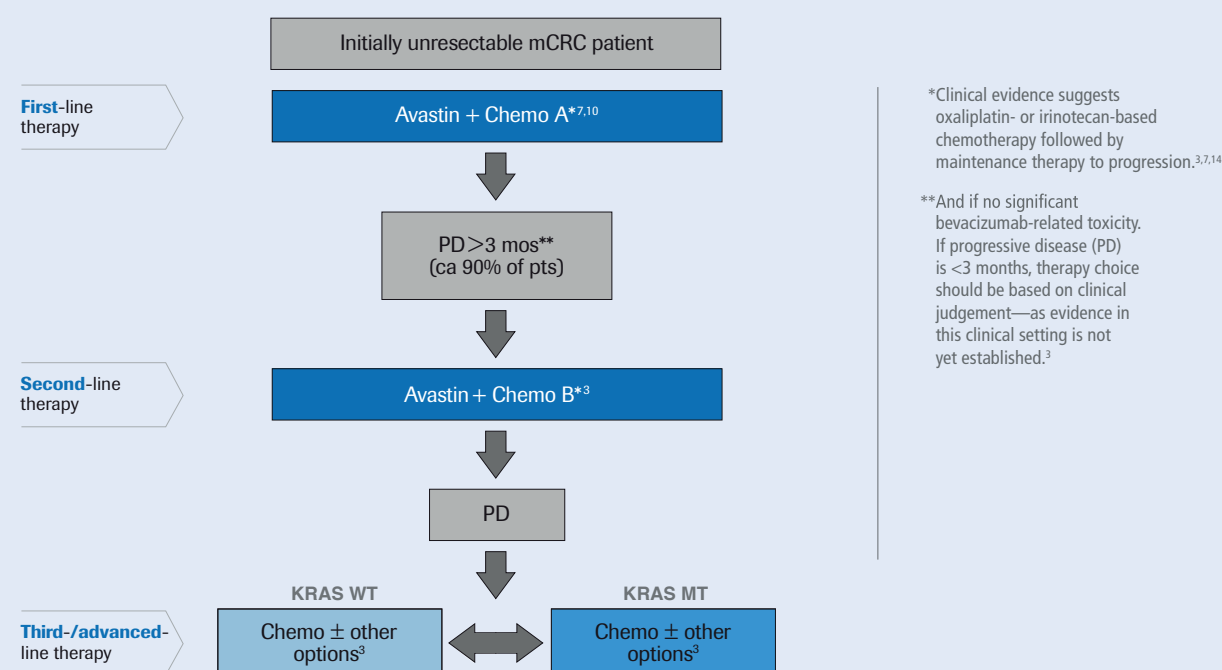 Initially unresectable mCRC patient
First-line
therapy
Avastin + Chemo A*7,10
PD>3 mos**
(ca 90% of pts)
Second-line
therapy
Avastin + Chemo B*3
PD
KRAS WT
KRAS MT
Third-/advanced-
line therapy
Chemo ± other
options3
Chemo ± other
options3
*Clinical evidence suggests
oxaliplatin- or irinotecan-based
chemotherapy followed by
maintenance therapy to progression.3,7,14
**And if no significant
bevacizumab-related toxicity.
If progressive disease (PD)
is <3 months, therapy choice
should be based on clinical
judgement—as evidence in
this clinical setting is not
yet established.3